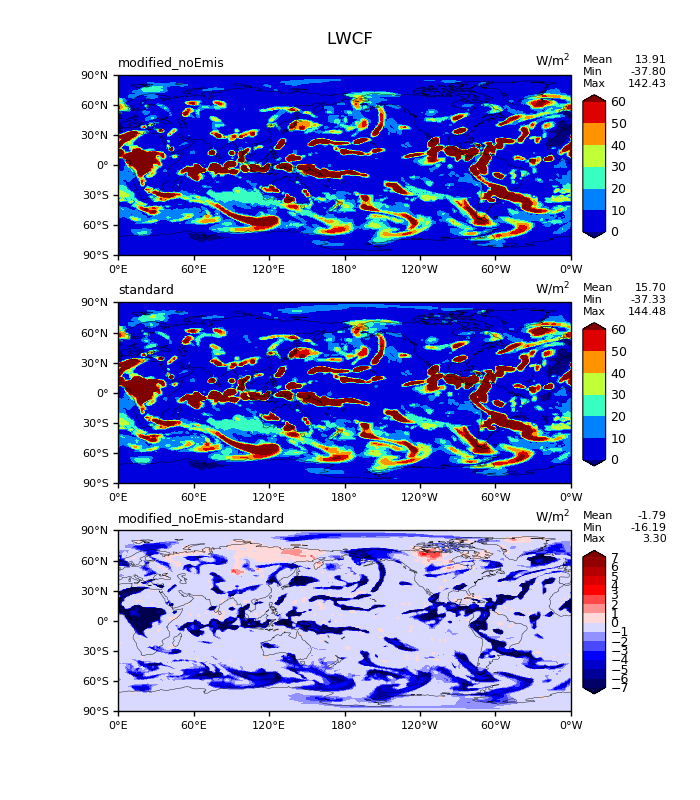 LWCF
modified_noEmis W/m² Mean 13.91
Min -37.80
Max 142.43
90°N
60°N
30°N
0°
30°S
60°S
90°S
0°E 60°E 120°E 180° 120°W 60°W 0°W
60
50
40
30
20
10
0
standard W/m² Mean 15.70
Min -37.33
Max 144.48
90°N
60°N
30°N
0°
30°S
60°S
90°S
0°E 60°E 120°E 180° 120°W 60°W 0°W
60
50
40
30
20
10
0
modified_noEmis-standard W/m² Mean -1.79
Min -16.19
Max 3.30
90°N
60°N
30°N
0°
30°S
60°S
90°S
0°E 60°E 120°E 180° 120°W 60°W 0°W
7
6
5
4
3
2
1
0
−1
−2
−3
−4
−5
−6
−7